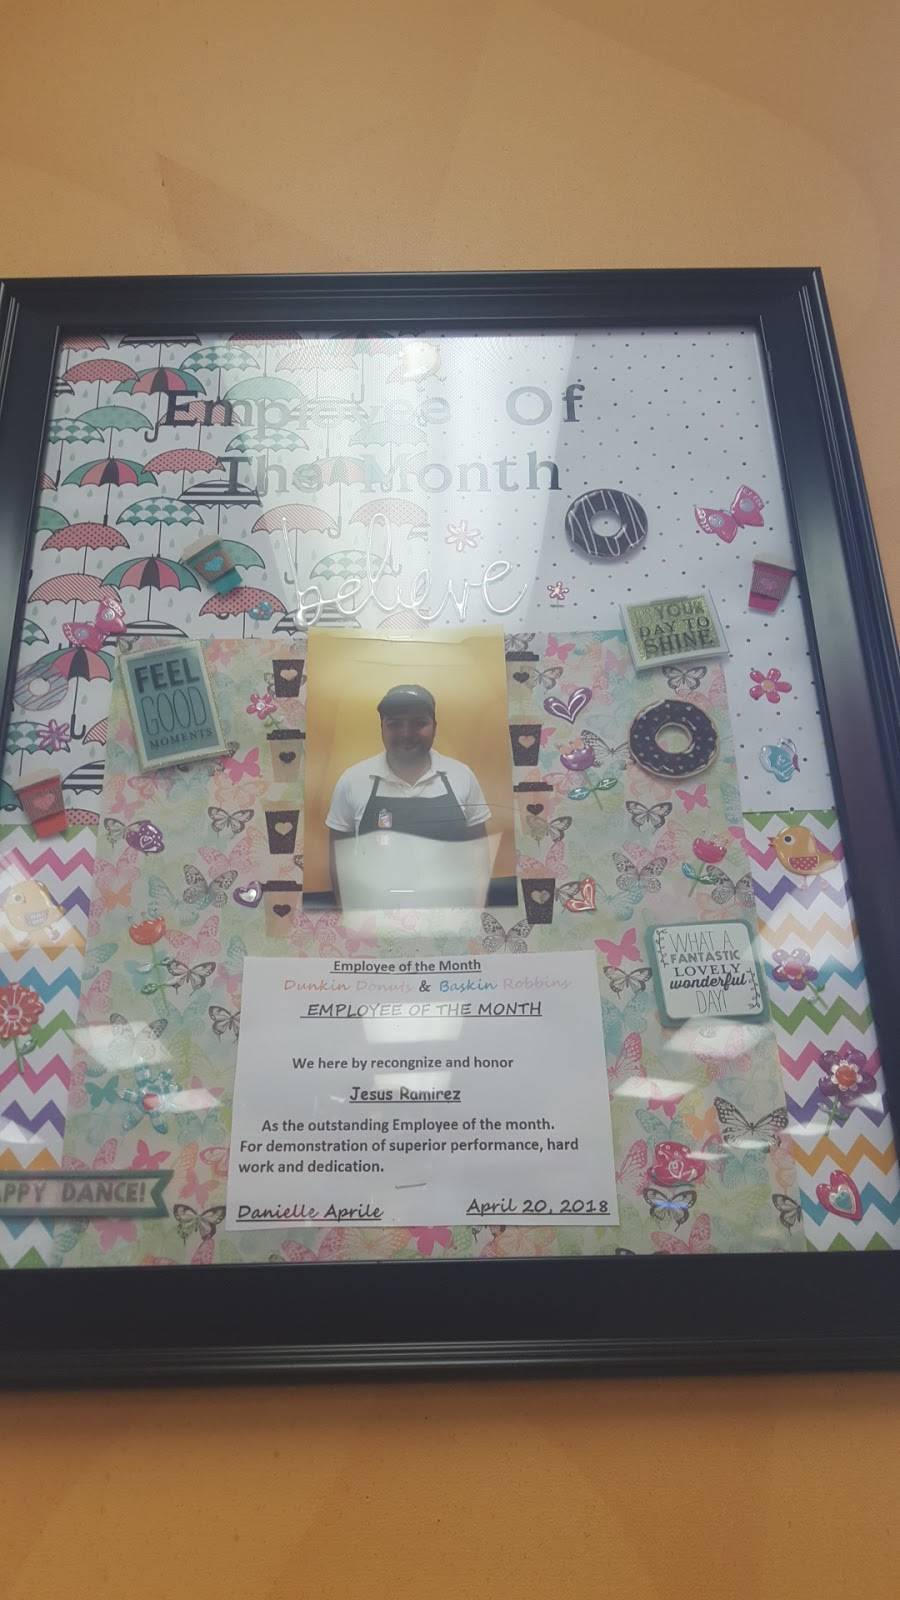 Employee Of
The Month
believe
IT'S YOUR
DAY TO
SHINE
FEEL
GOOD
MOMENTS
WHAT A
FANTASTIC
LOVELY
wonderful
DAY!
Employee of the Month
Dunkin Donuts & Baskin Robbins
EMPLOYEE OF THE MONTH
We here by recongnize and honor
Jesus Ramirez
As the outstanding Employee of the month.
For demonstration of superior performance, hard
work and dedication.
Danielle Aprile April 20, 2018
APPY DANCE!